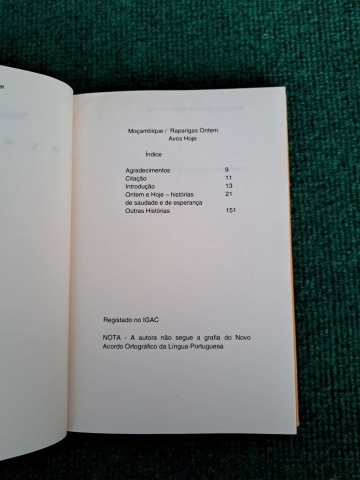 Moçambique / Raparigas Ontem
Avós Hoje
Índice
Agradecimentos 9
Citação 11
Introdução 13
Ontem e Hoje – histórias 21
de saudade e de esperança
Outras Histórias 151
Registado no IGAC
NOTA - A autora não segue a grafia do Novo
Acordo Ortográfico da Língua Portuguesa